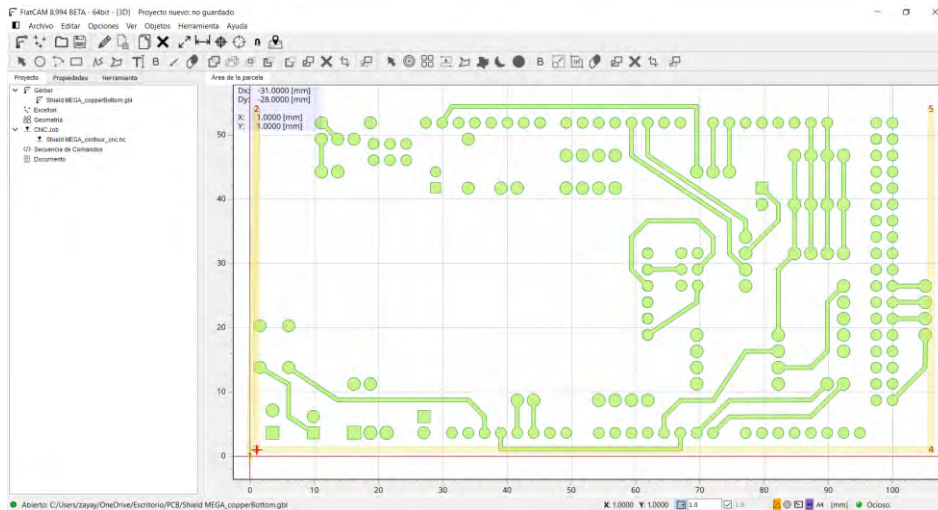 FlatCAM 8.994 BETA - 64bit - [3D]    Proyecto nuevo: no guardado
Archivo Editar Opciones Ver Objetos Herramienta Ayuda
Proyecto Propiedades Herramienta Área de la parcela
Gerber
Shield MEGA_copperBottom.gbl
Excellon
Geometría
CNC Job
Shield MEGA_contour_cnc.nc
Secuencia de Comandos
Documento
Dx: -31.0000 [mm]
Dy: -28.0000 [mm]
X: 1.0000 [mm]
Y: 1.0000 [mm]
2 5
50
40
30
20
10
0
1 4
0 10 20 30 40 50 60 70 80 90 100
Abierto: C:/Users/zayay/OneDrive/Escritorio/PCB/Shield MEGA_copperBottom.gbl X: 1.0000 Y: 1.0000 1.0 1.0 A4 [mm] Ocioso.